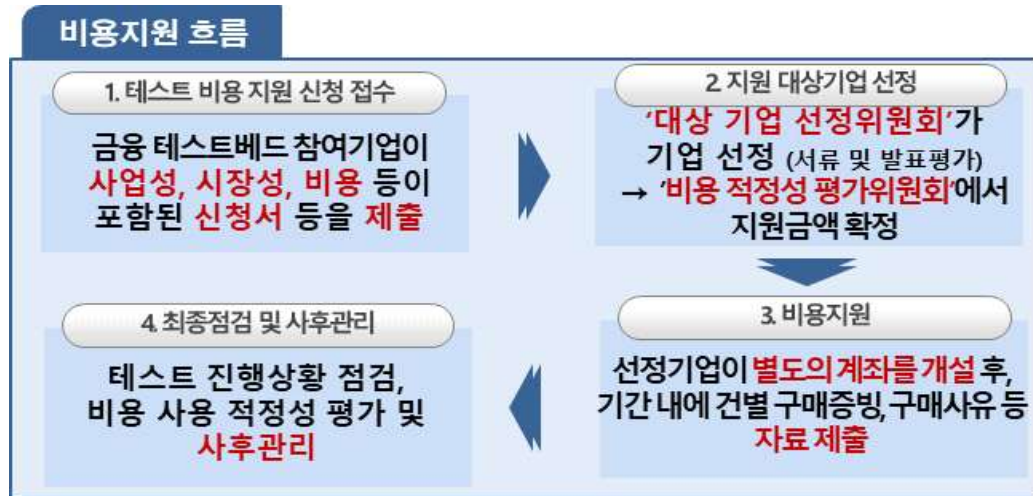 비용지원 흐름
1. 테스트 비용 지원 신청 접수
금융 테스트베드 참여기업이
사업성, 시장성, 비용 등이
포함된 신청서 등을 제출
2. 지원 대상기업 선정
'대상 기업 선정위원회'가
기업 선정 (서류 및 발표평가)
→ '비용 적정성 평가위원회'에서
지원금액 확정
3. 비용지원
선정기업이 별도의 계좌를 개설 후,
기간 내에 건별 구매증빙, 구매사유 등
자료 제출
4. 최종점검 및 사후관리
테스트 진행상황 점검,
비용 사용 적정성 평가 및
사후관리